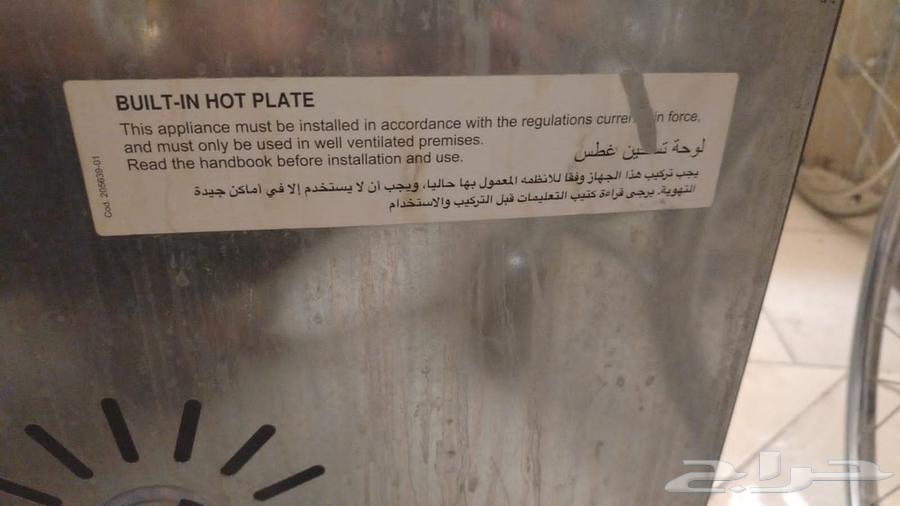 BUILT-IN HOT PLATE
This appliance must be installed in accordance with the regulations in force,
and must only be used in well ventilated premises.
Read the handbook before installation and use.
لوحة غطس
يجب تركيب هذا الجهاز وفقا للانظمه المعمول بها حاليا، ويجب أن لا يستخدم إلا في أماكن جيدة
التهوية. يرجى قراءة كتيب التعليمات قبل التركيب والاستخدام
Cod. 205639-01
حراج